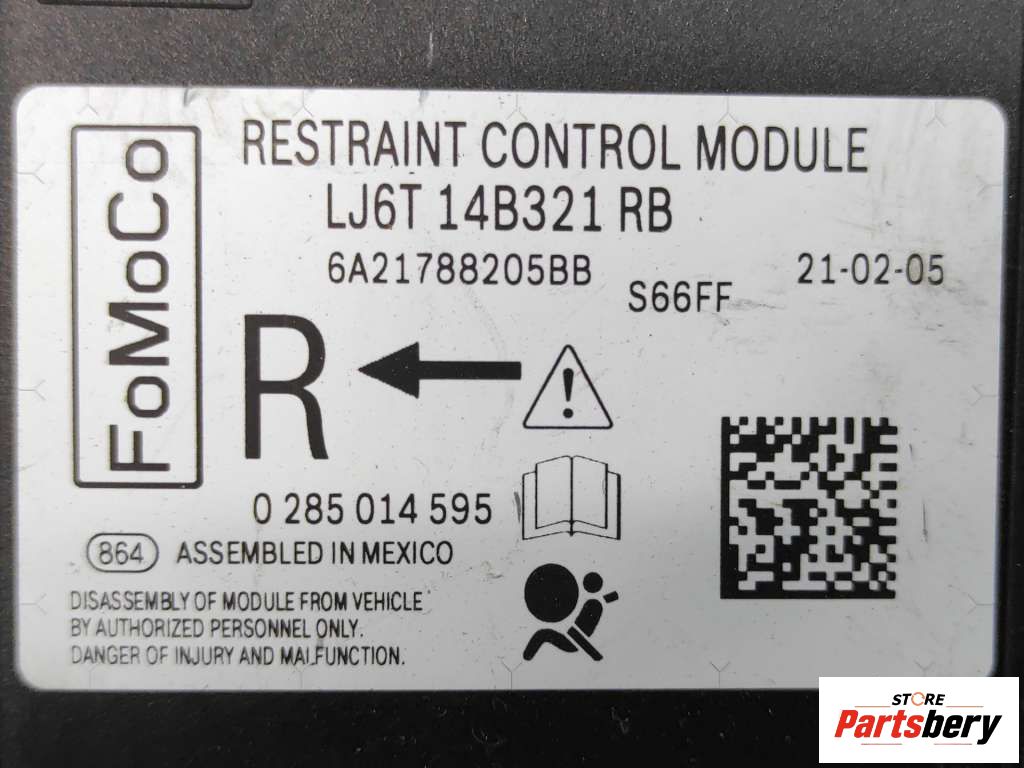 FoMoCo
RESTRAINT CONTROL MODULE
LJ6T 14B321 RB
6A21788205BB
S66FF
21-02-05
R
0 285 014 595
864 ASSEMBLED IN MEXICO
DISASSEMBLY OF MODULE FROM VEHICLE
BY AUTHORIZED PERSONNEL ONLY.
DANGER OF INJURY AND MALFUNCTION.
STORE
Partsbery